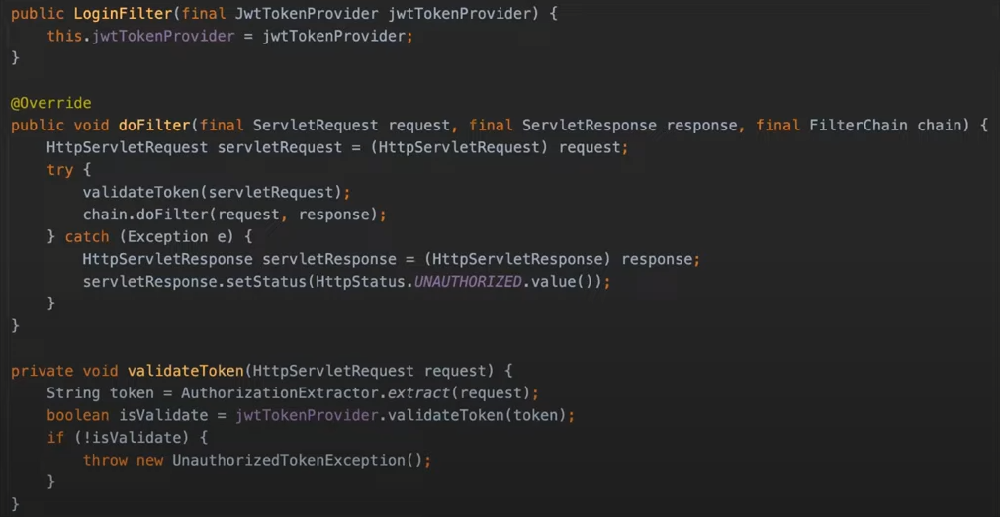 public LoginFilter(final JwtTokenProvider jwtTokenProvider) {
    this.jwtTokenProvider = jwtTokenProvider;
}

@Override
public void doFilter(final ServletRequest request, final ServletResponse response, final FilterChain chain) {
    HttpServletRequest servletRequest = (HttpServletRequest) request;
    try {
        validateToken(servletRequest);
        chain.doFilter(request, response);
    } catch (Exception e) {
        HttpServletResponse servletResponse = (HttpServletResponse) response;
        servletResponse.setStatus(HttpStatus.UNAUTHORIZED.value());
    }
}

private void validateToken(HttpServletRequest request) {
    String token = AuthorizationExtractor.extract(request);
    boolean isValidate = jwtTokenProvider.validateToken(token);
    if (!isValidate) {
        throw new UnauthorizedTokenException();
    }
}